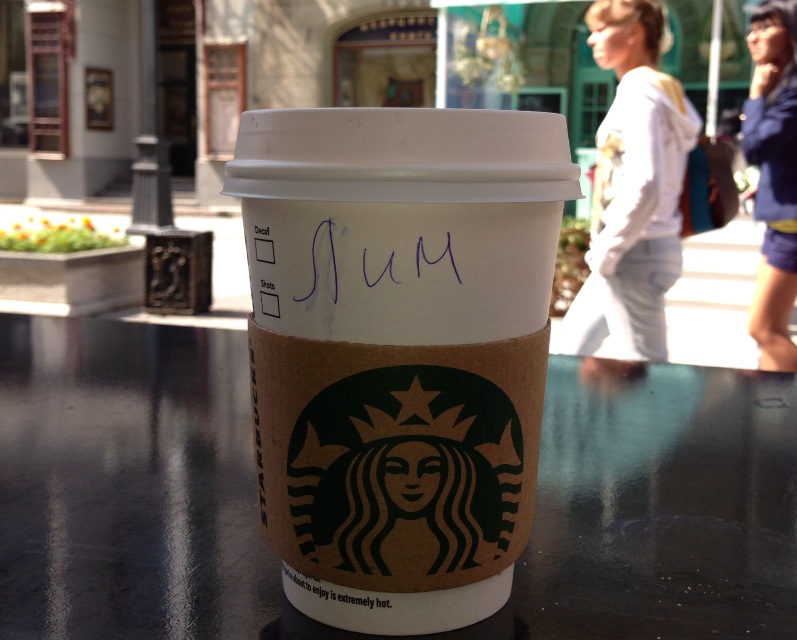 Decaf
Shots
Лим
STARBUCKS
about to enjoy is extremely hot.